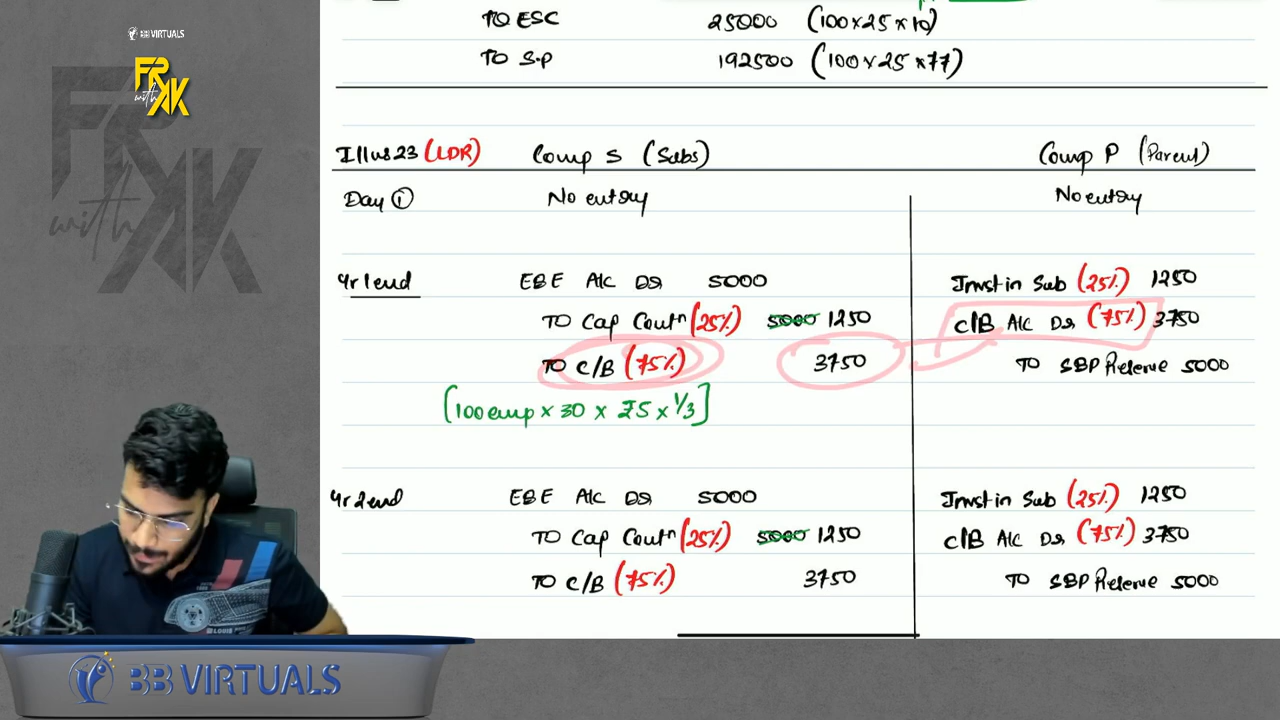 BB VIRTUALS
FR
with
AK
TO ESC 25000 (100×25×10)
TO S.P 192500 (100×25×77)
Illus 23 (LDR) Comp S (Subs) Comp P (Parent)
Day ① No entry No entry
Yr 1 end EBE A/c Dr 5000 Invst in Sub (25%) 1250
TO Cap Contⁿ (25%) 5000 1250 C/B A/c Dr (75%) 3750
TO C/B (75%) 3750 TO SBP Reserve 5000
[100 emp × 30 × ₹5 × 1/3]
Yr 2 end EBE A/c Dr 5000 Invst in Sub (25%) 1250
TO Cap Contⁿ (25%) 5000 1250 C/B A/c Dr (75%) 3750
TO C/B (75%) 3750 TO SBP Reserve 5000
LOUIS
BB VIRTUALS